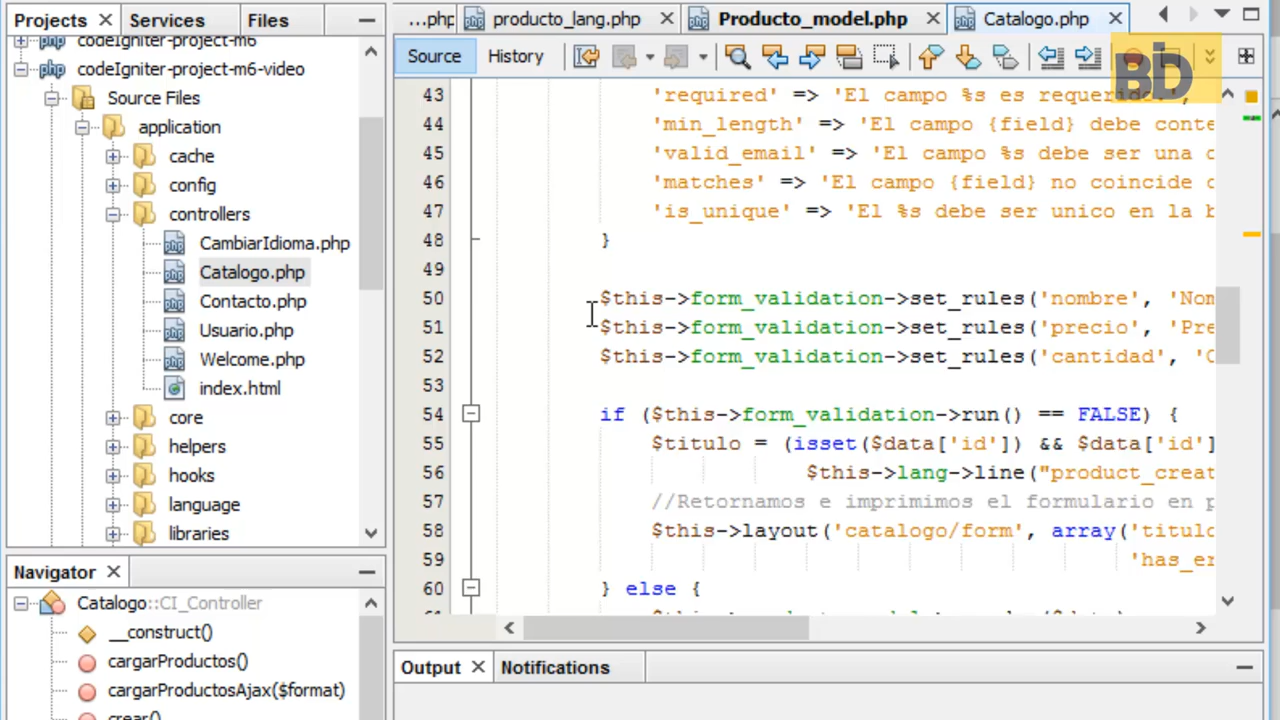 Projects
Services
Files
...php
producto_lang.php
Producto_model.php
Catalogo.php
codeIgniter-project-m6
codeIgniter-project-m6-video
Source Files
application
cache
config
controllers
CambiarIdioma.php
Catalogo.php
Contacto.php
Usuario.php
Welcome.php
index.html
core
helpers
hooks
language
libraries
Navigator
Catalogo::CI_Controller
__construct()
cargarProductos()
cargarProductosAjax($format)
crear()
Source
History
BD
43 'required' => 'El campo %s es requerido.',
44 'min_length' => 'El campo {field} debe conte
45 'valid_email' => 'El campo %s debe ser una
46 'matches' => 'El campo {field} no coincide
47 'is_unique' => 'El %s debe ser unico en la b
48 }
49
50 $this->form_validation->set_rules('nombre', 'Nom
51 $this->form_validation->set_rules('precio', 'Pre
52 $this->form_validation->set_rules('cantidad', 'C
53
54 if ($this->form_validation->run() == FALSE) {
55 $titulo = (isset($data['id']) && $data['id']
56 $this->lang->line("product_creat
57 //Retornamos e imprimimos el formulario en p
58 $this->layout('catalogo/form', array('titulo
59 'has_er
60 } else {
Output
Notifications